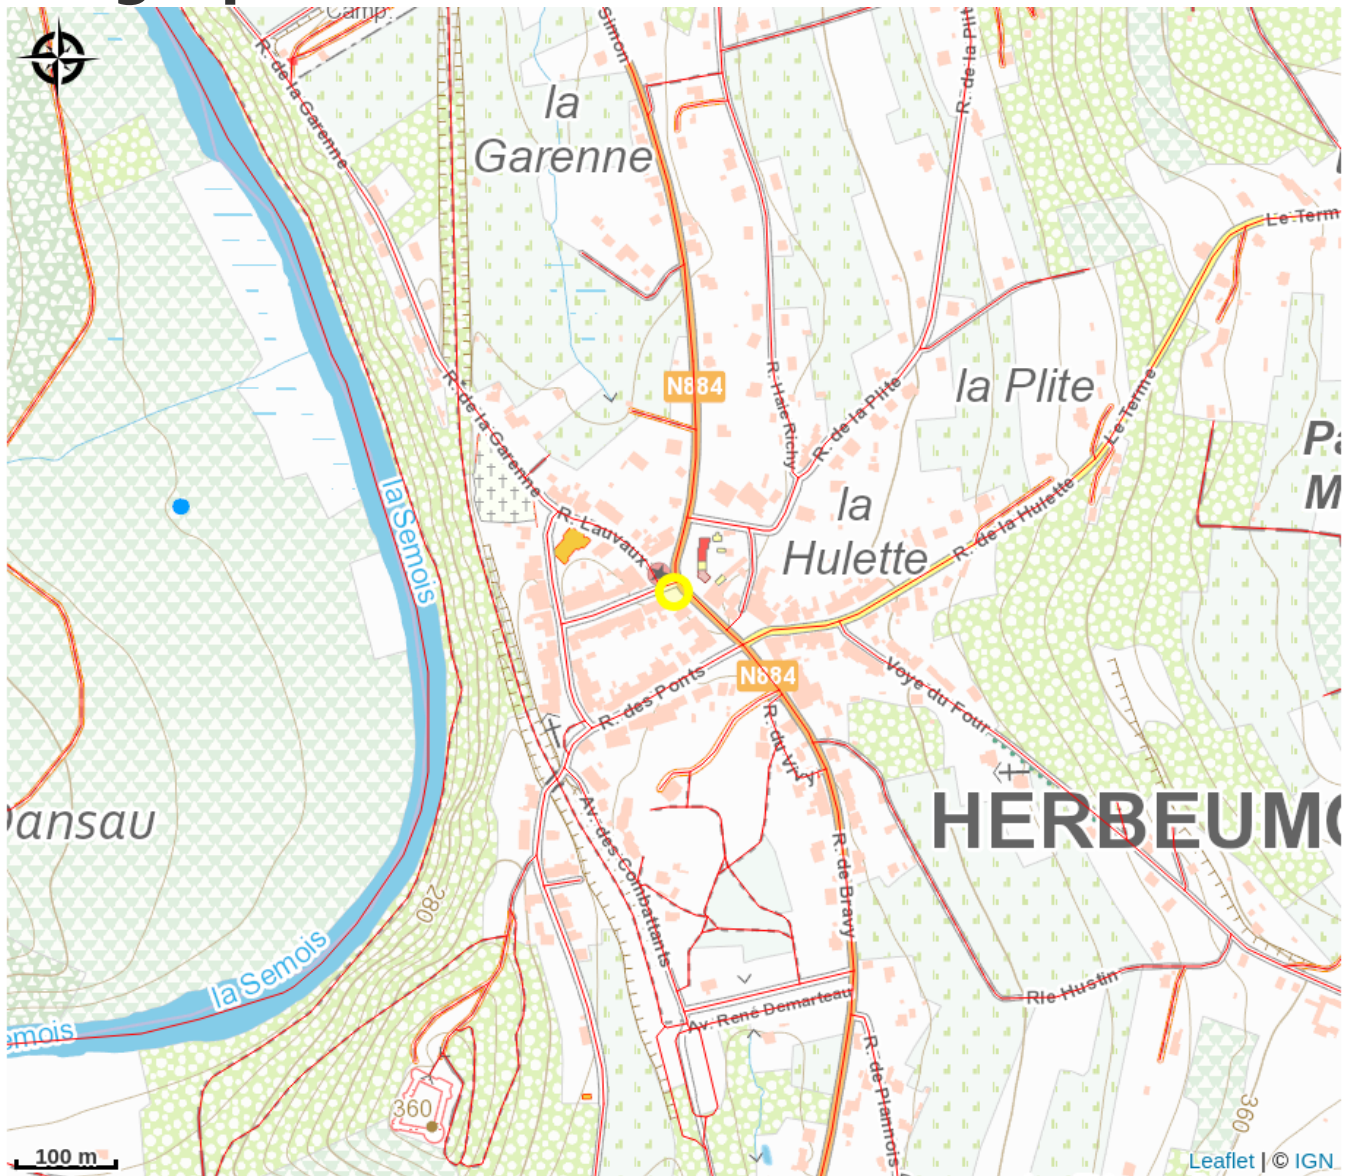 Camp.
Simon
R. de la Garenne
la
Garenne
R. de la Plite
Le Terme
N884
R. de la Garenne
R. Haie Richy
R. de la Plite
la Plite
Le Terme
la Semois
R. Lauvaux
la
Hulette
R. de la Hulette
N884
R. des Ponts
Voye du Four
R. du Vivy
HERBEUMO
Av. des Combattants
R. de Bravy
280
la Semois
Rle Hustin
Av. René Demarteau
R. de Plannois
360
360
100 m
Leaflet | © IGN